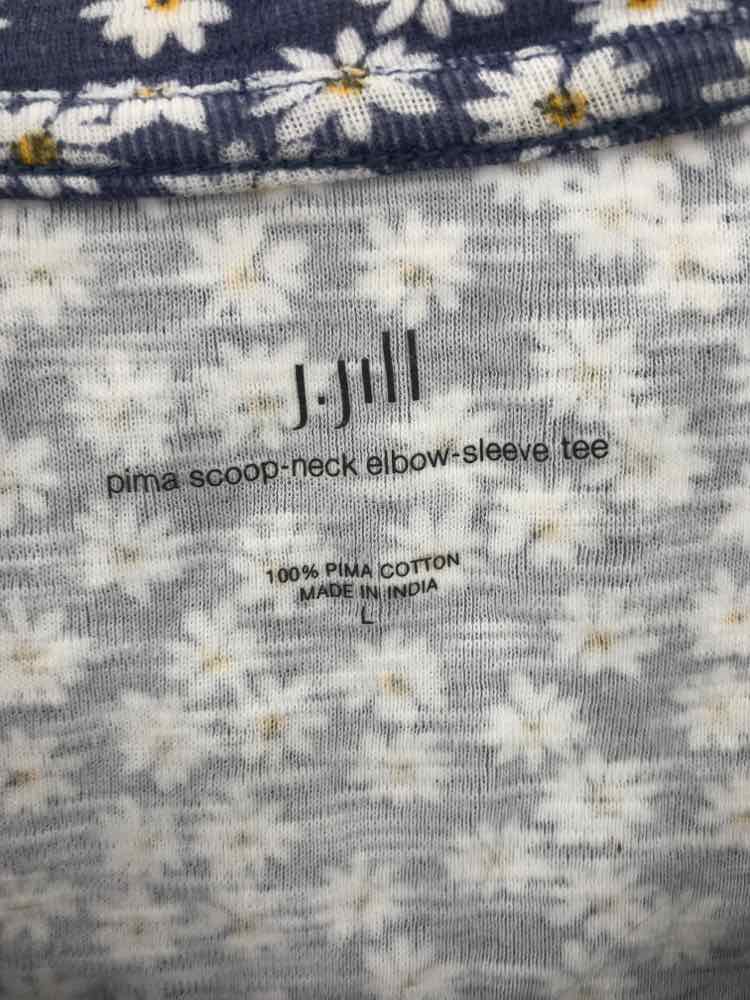 J.Jill
pima scoop-neck elbow-sleeve tee
100% PIMA COTTON
MADE IN INDIA
L